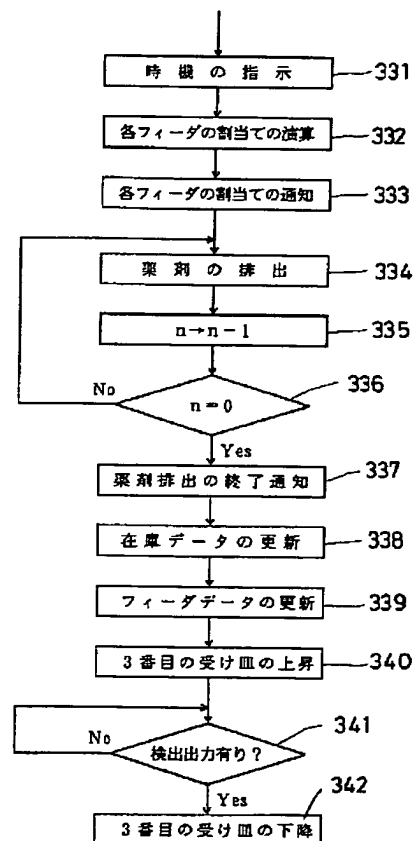 時機の指示 331
各フィーダの割当ての演算 332
各フィーダの割当ての通知 333
薬剤の排出 334
n→n−1 335
n=0 336
No
Yes
薬剤排出の終了通知 337
在庫データの更新 338
フィーダデータの更新 339
3番目の受け皿の上昇 340
検出出力有り? 341
No
Yes
3番目の受け皿の下降 342